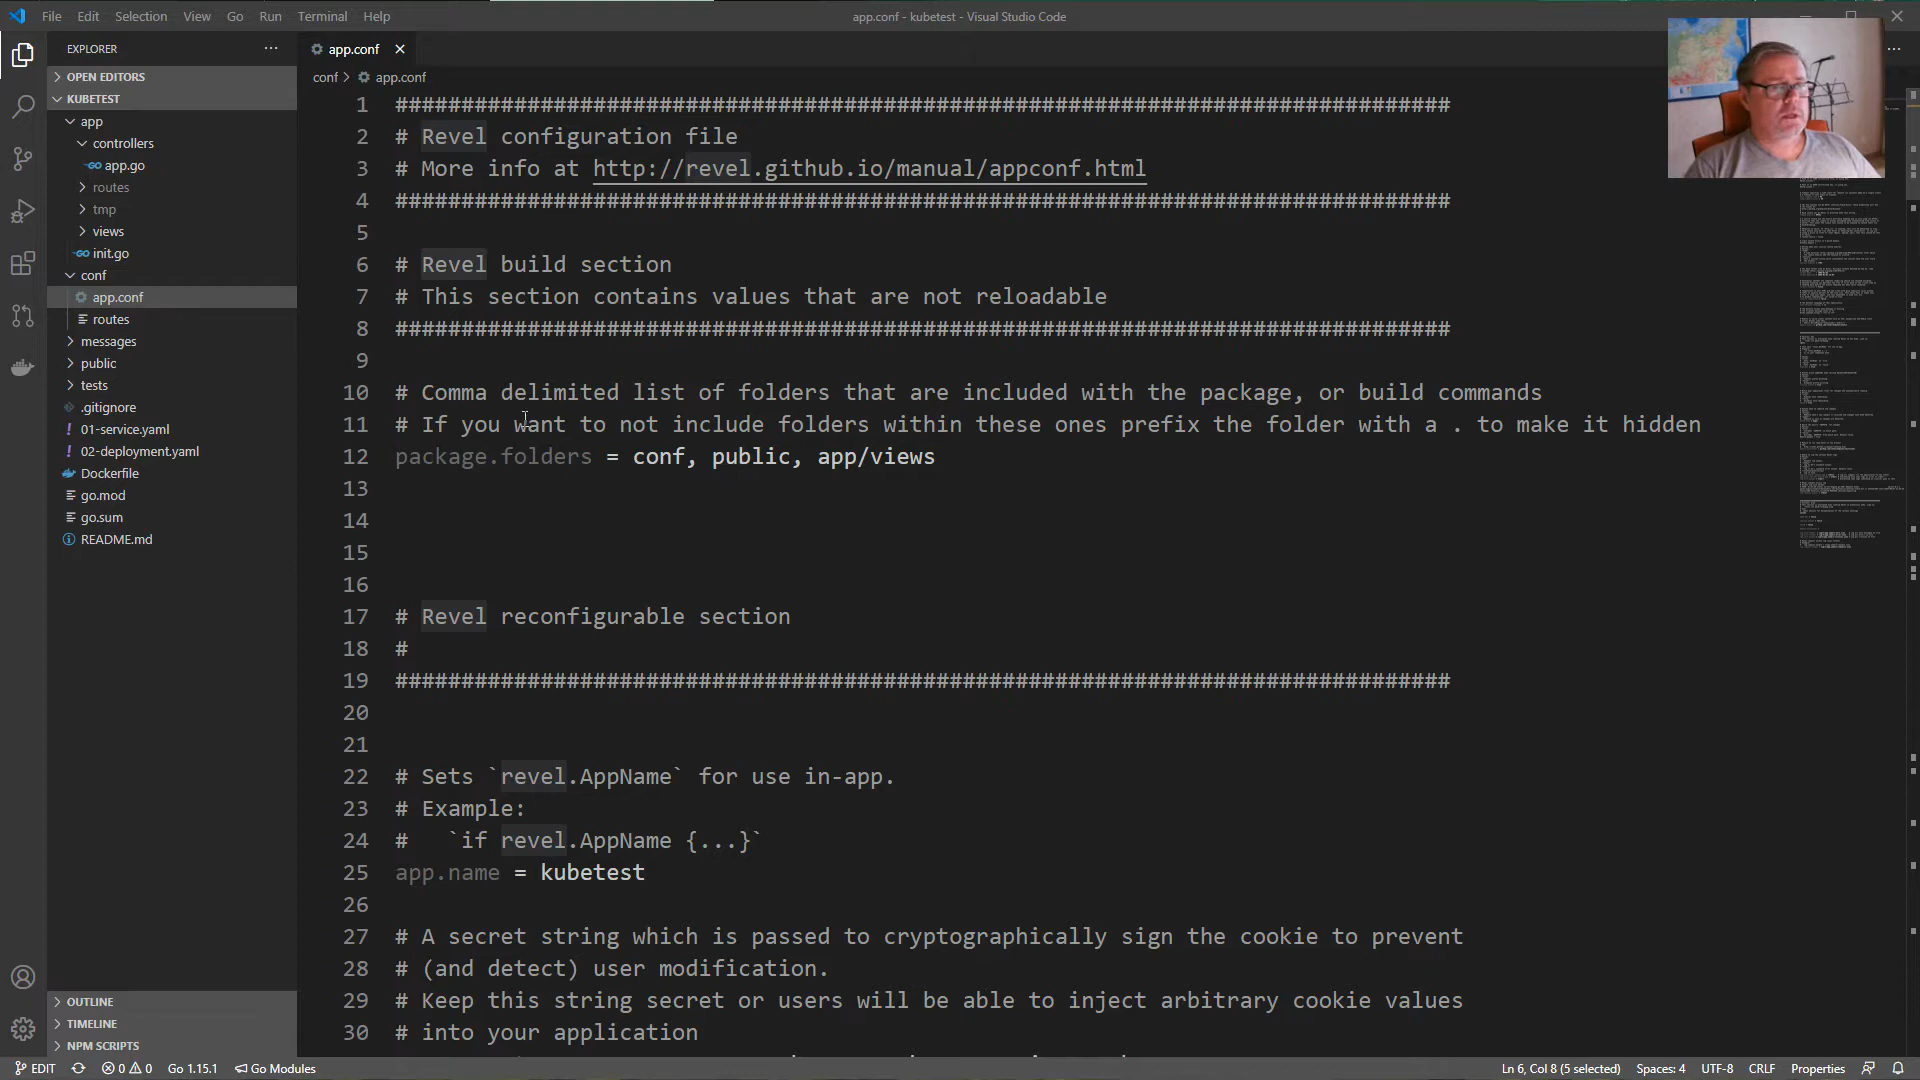 File Edit Selection View Go Run Terminal Help
app.conf - kubetest - Visual Studio Code
EXPLORER
OPEN EDITORS
KUBETEST
app
controllers
app.go
routes
tmp
views
init.go
conf
app.conf
routes
messages
public
tests
.gitignore
01-service.yaml
02-deployment.yaml
Dockerfile
go.mod
go.sum
README.md
OUTLINE
TIMELINE
NPM SCRIPTS
app.conf
conf > app.conf
1 ################################################################################
2 # Revel configuration file
3 # More info at http://revel.github.io/manual/appconf.html
4 ################################################################################
5
6 # Revel build section
7 # This section contains values that are not reloadable
8 ################################################################################
9
10 # Comma delimited list of folders that are included with the package, or build commands
11 # If you want to not include folders within these ones prefix the folder with a . to make it hidden
12 package.folders = conf, public, app/views
13
14
15
16
17 # Revel reconfigurable section
18 #
19 ################################################################################
20
21
22 # Sets `revel.AppName` for use in-app.
23 # Example:
24 #   `if revel.AppName {...}`
25 app.name = kubetest
26
27 # A secret string which is passed to cryptographically sign the cookie to prevent
28 # (and detect) user modification.
29 # Keep this string secret or users will be able to inject arbitrary cookie values
30 # into your application
EDIT 0 0 Go 1.15.1 Go Modules
Ln 6, Col 8 (5 selected) Spaces: 4 UTF-8 CRLF Properties